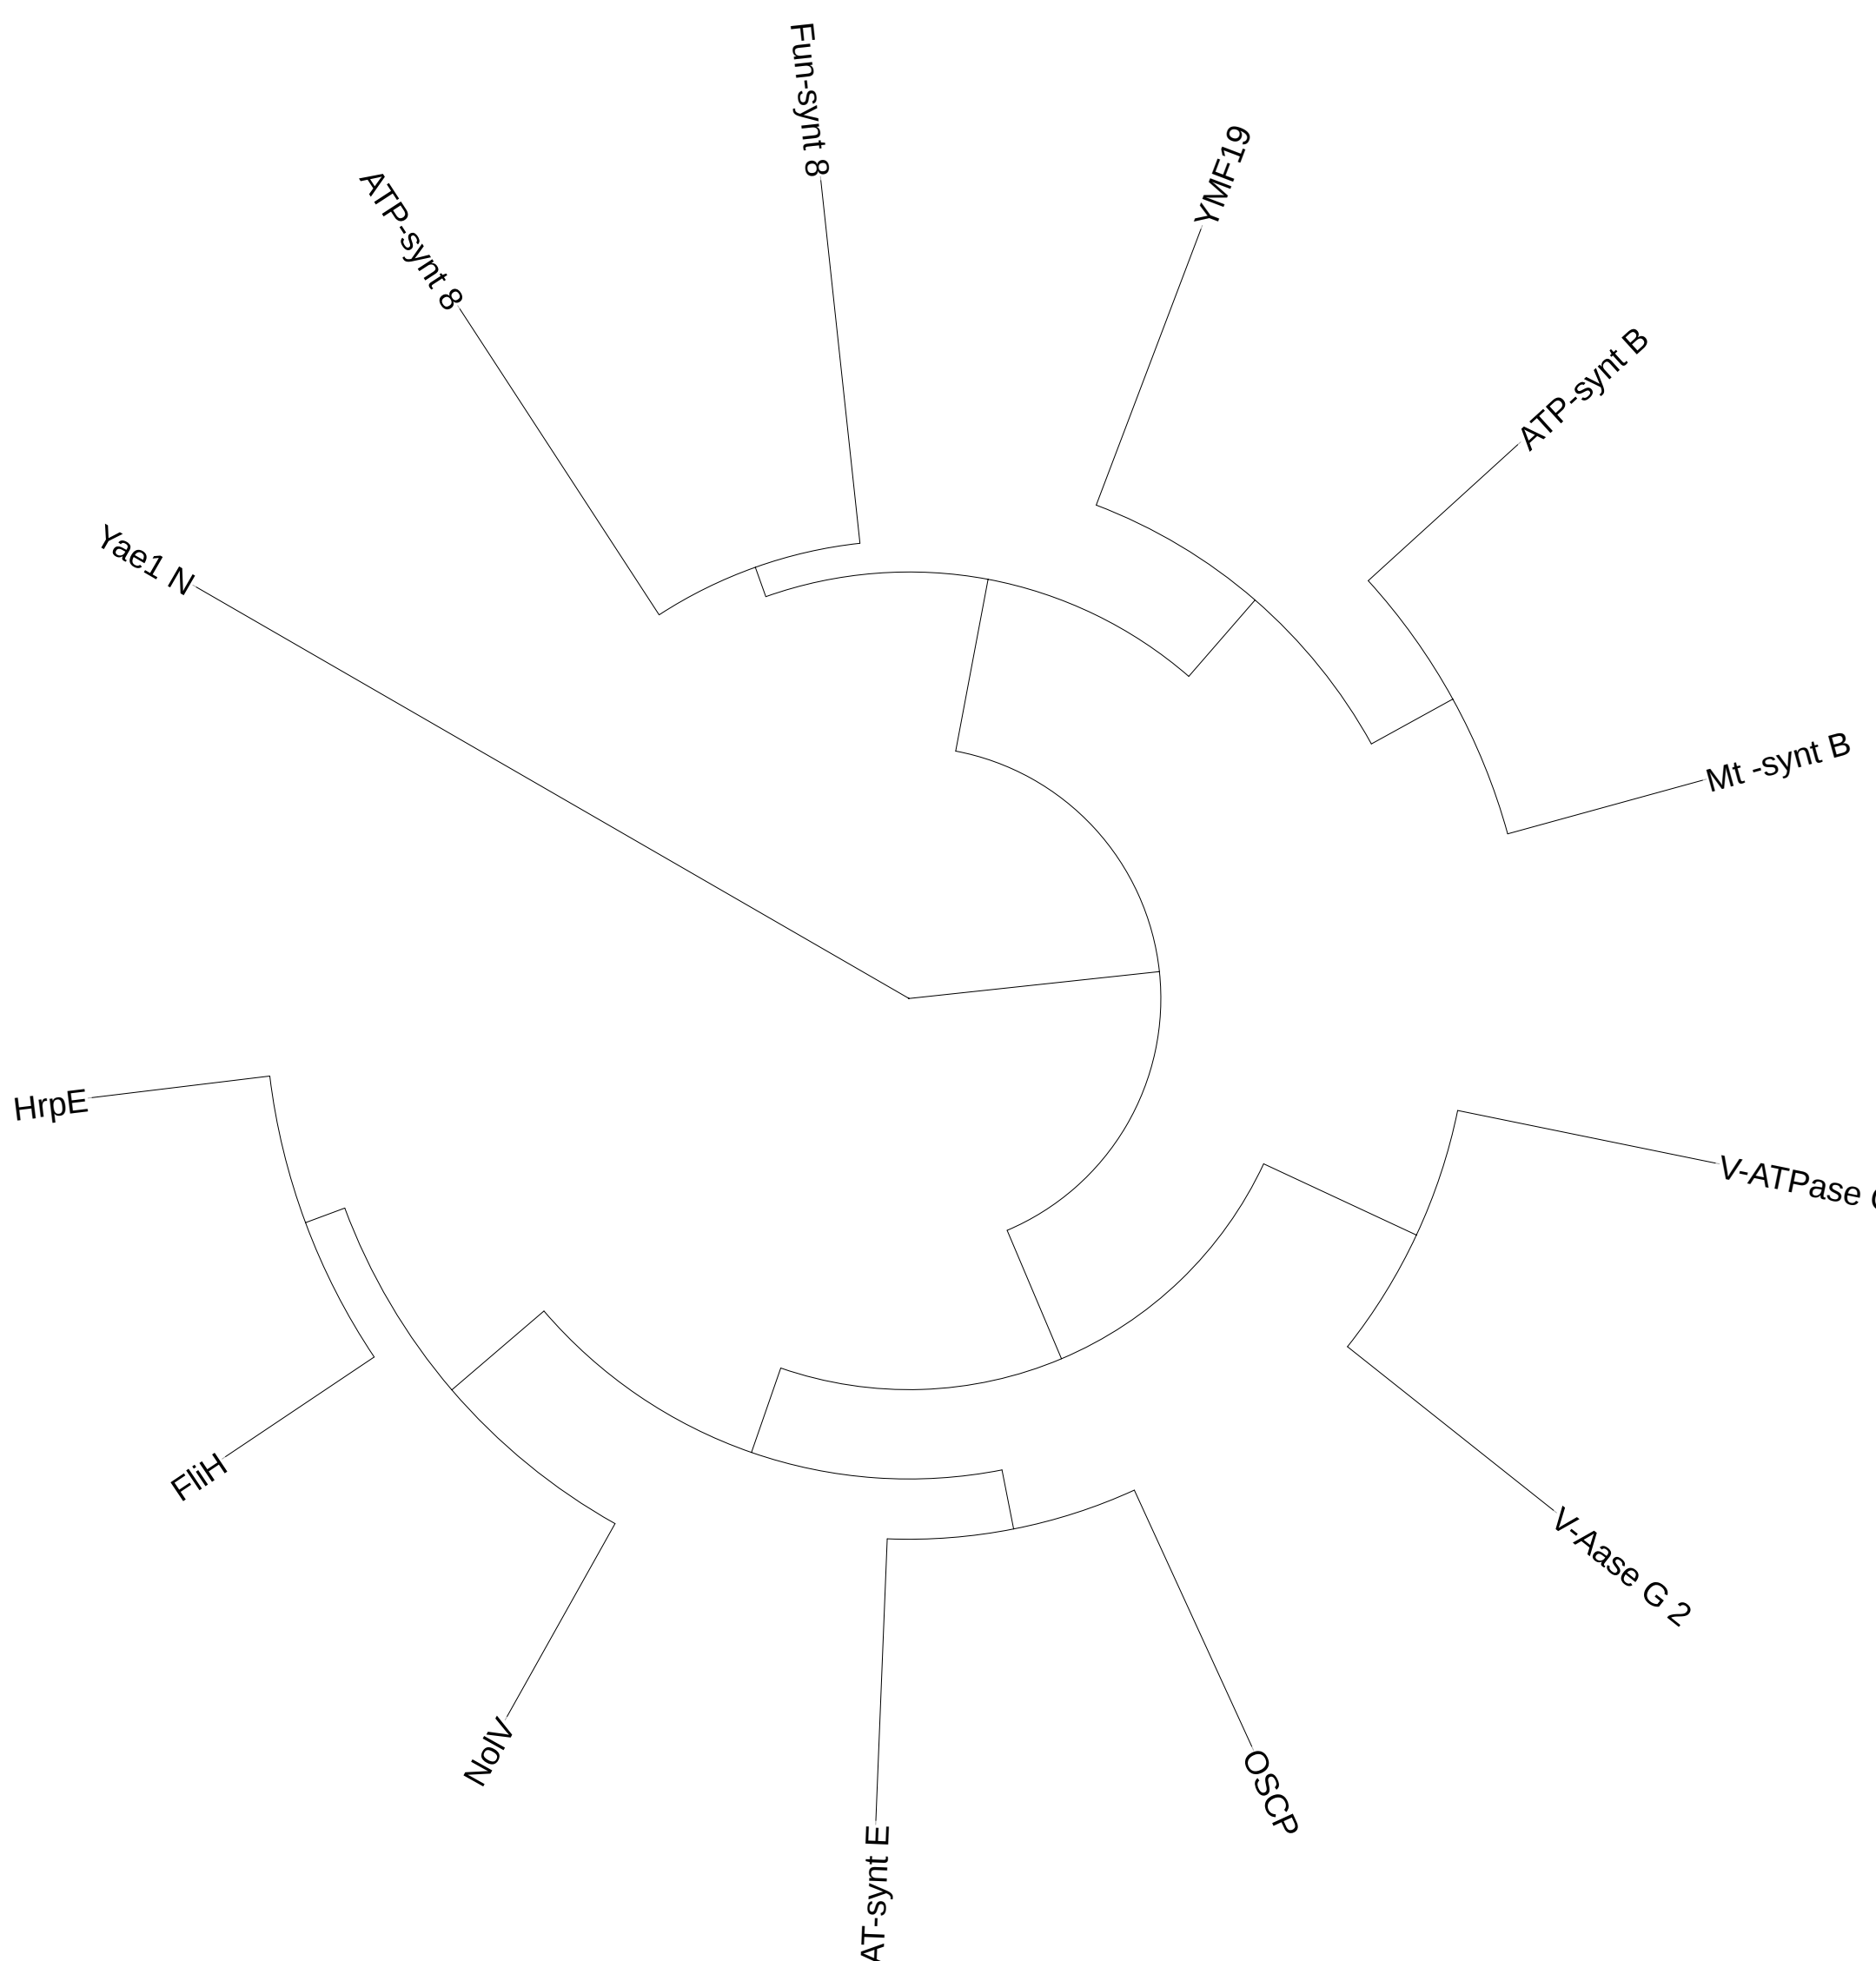 Fun-synt 8
YMF19
ATP-synt 8
ATP-synt B
Yae1 N
Mt -synt B
HrpE
V-ATPase
FliH
V-Aase G 2
NolV
OSCP
AT-synt E